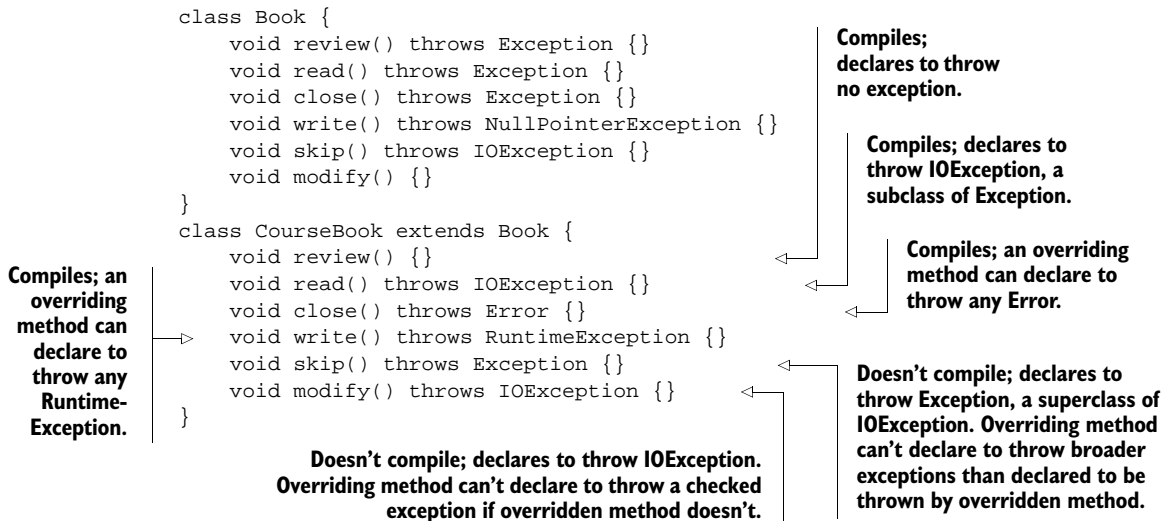 class Book {
void review() throws Exception {}
void read() throws Exception {}
void close() throws Exception {}
void write() throws NullPointerException {}
void skip() throws IOException {}
void modify() {}
}
class CourseBook extends Book {
void review() {}
void read() throws IOException {}
void close() throws Error {}
void write() throws RuntimeException {}
void skip() throws Exception {}
void modify() throws IOException {}
}
Compiles;
declares to throw
no exception.
Compiles; declares to
throw IOException, a
subclass of Exception.
Compiles; an overriding
method can declare to
throw any Error.
Compiles; an
overriding
method can
declare to
throw any
Runtime-
Exception.
Doesn't compile; declares to
throw Exception, a superclass of
IOException. Overriding method
can't declare to throw broader
exceptions than declared to be
thrown by overridden method.
Doesn't compile; declares to throw IOException.
Overriding method can't declare to throw a checked
exception if overridden method doesn't.